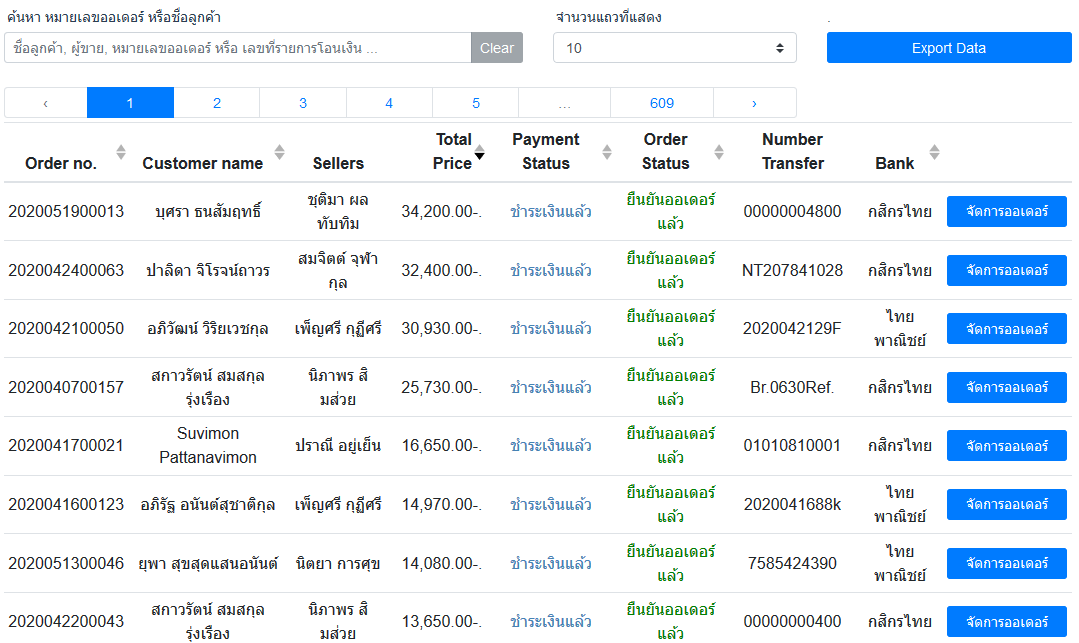 ค้นหา หมายเลขออเดอร์ หรือชื่อลูกค้า
จำนวนแถวที่แสดง
.
ชื่อลูกค้า, ผู้ขาย, หมายเลขออเดอร์ หรือ เลขที่รายการโอนเงิน ...
Clear
10
Export Data
‹ 1 2 3 4 5 ... 609 ›
Order no. Customer name Sellers Total Price Payment Status Order Status Number Transfer Bank
2020051900013 บุศรา ธนสัมฤทธิ์ ชุติมา ผลทับทิม 34,200.00-. ชำระเงินแล้ว ยืนยันออเดอร์แล้ว 00000004800 กสิกรไทย จัดการออเดอร์
2020042400063 ปาลิดา จิโรจน์ถาวร สมจิตต์ จุฬากุล 32,400.00-. ชำระเงินแล้ว ยืนยันออเดอร์แล้ว NT207841028 กสิกรไทย จัดการออเดอร์
2020042100050 อภิวัฒน์ วิริยเวชกุล เพ็ญศรี กุฎีศรี 30,930.00-. ชำระเงินแล้ว ยืนยันออเดอร์แล้ว 2020042129F ไทยพาณิชย์ จัดการออเดอร์
2020040700157 สกาวรัตน์ สมสกุลรุ่งเรือง นิภาพร สิมส่วย 25,730.00-. ชำระเงินแล้ว ยืนยันออเดอร์แล้ว Br.0630Ref. กสิกรไทย จัดการออเดอร์
2020041700021 Suvimon Pattanavimon ปราณี อยู่เย็น 16,650.00-. ชำระเงินแล้ว ยืนยันออเดอร์แล้ว 01010810001 กสิกรไทย จัดการออเดอร์
2020041600123 อภิรัฐ อนันต์สุชาติกุล เพ็ญศรี กุฎีศรี 14,970.00-. ชำระเงินแล้ว ยืนยันออเดอร์แล้ว 2020041688k ไทยพาณิชย์ จัดการออเดอร์
2020051300046 ยุพา สุขสุดแสนอนันต์ นิตยา การศุข 14,080.00-. ชำระเงินแล้ว ยืนยันออเดอร์แล้ว 7585424390 ไทยพาณิชย์ จัดการออเดอร์
2020042200043 สกาวรัตน์ สมสกุลรุ่งเรือง นิภาพร สิมส่วย 13,650.00-. ชำระเงินแล้ว ยืนยันออเดอร์แล้ว 00000000400 กสิกรไทย จัดการออเดอร์